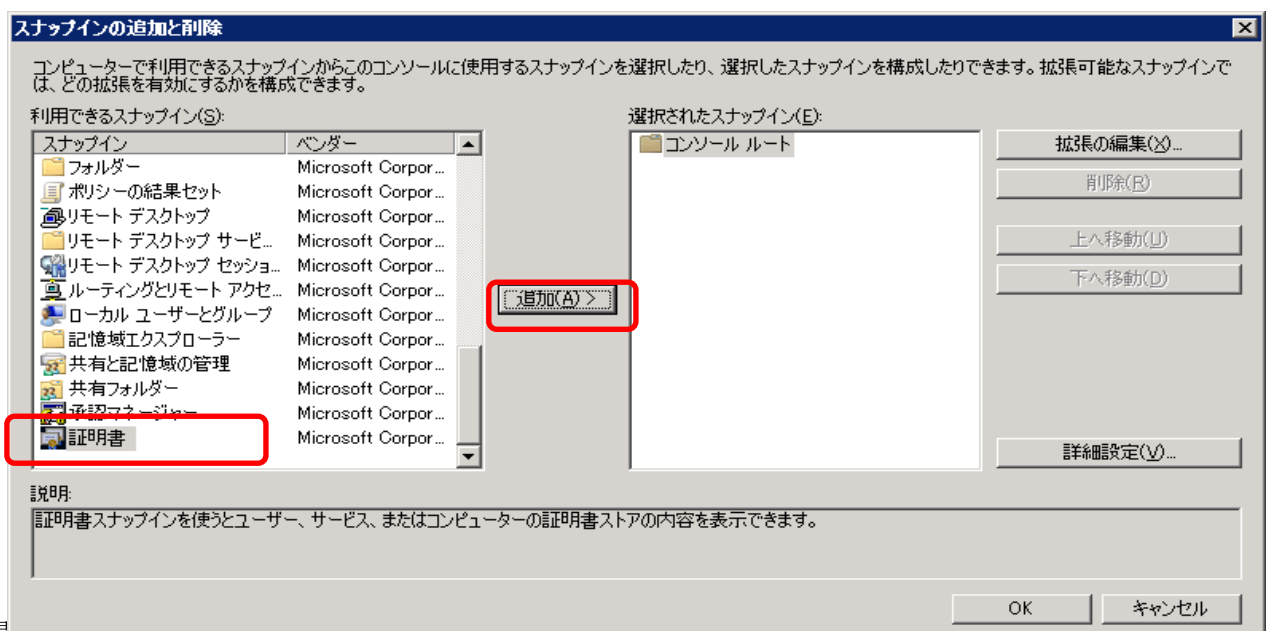 スナップインの追加と削除
コンピューターで利用できるスナップインからこのコンソールに使用するスナップインを選択したり、選択したスナップインを構成したりできます。拡張可能なスナップインで
は、どの拡張を有効にするかを構成できます。
利用できるスナップイン(S):
スナップイン ベンダー
フォルダー Microsoft Corpor...
ポリシーの結果セット Microsoft Corpor...
リモート デスクトップ Microsoft Corpor...
リモート デスクトップ サービ... Microsoft Corpor...
リモート デスクトップ セッショ... Microsoft Corpor...
ルーティングとリモート アクセ... Microsoft Corpor...
ローカル ユーザーとグループ Microsoft Corpor...
記憶域エクスプローラー Microsoft Corpor...
共有と記憶域の管理 Microsoft Corpor...
共有フォルダー Microsoft Corpor...
承認マネージャー Microsoft Corpor...
証明書 Microsoft Corpor...
追加(A) >
選択されたスナップイン(E):
コンソール ルート
拡張の編集(X)...
削除(R)
上へ移動(U)
下へ移動(D)
詳細設定(V)...
説明:
証明書スナップインを使うとユーザー、サービス、またはコンピューターの証明書ストアの内容を表示できます。
OK
キャンセル